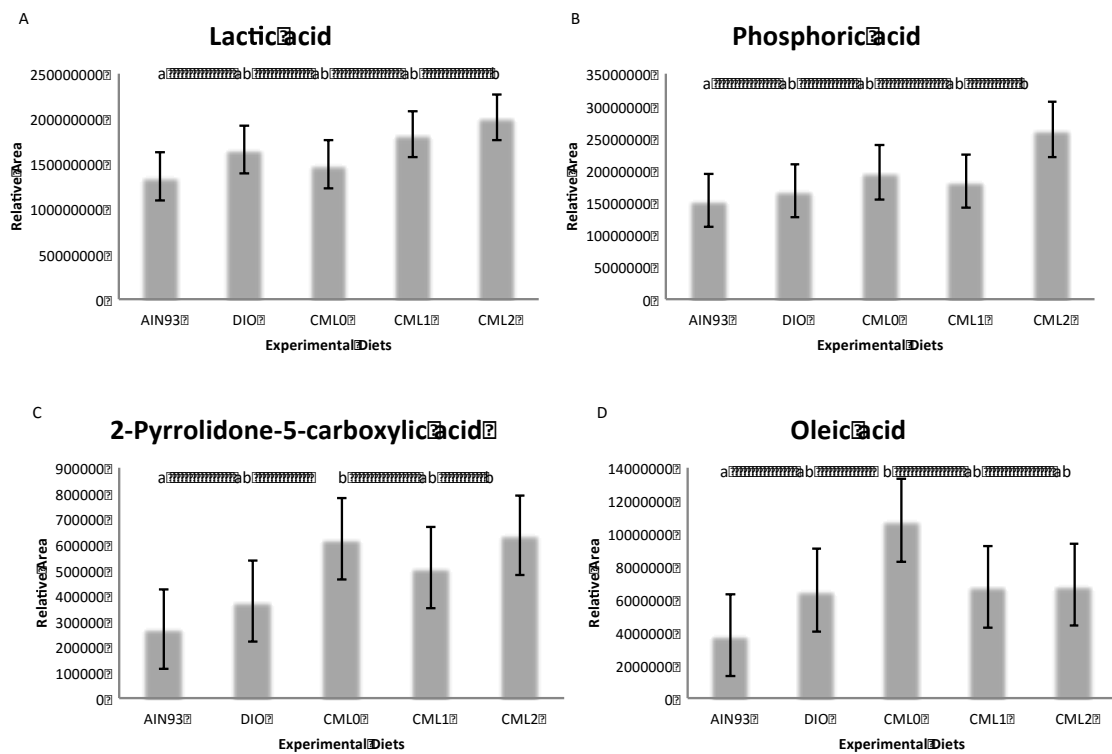 A
Lactic acid
a ab ab ab b
250000000
200000000
150000000
100000000
50000000
0
Relative Area
AIN93 DIO CML0 CML1 CML2
Experimental Diets
B
Phosphoric acid
a ab ab ab b
35000000
30000000
25000000
20000000
15000000
10000000
5000000
0
Relative Area
AIN93 DIO CML0 CML1 CML2
Experimental Diets
C
2-Pyrrolidone-5-carboxylic acid
a ab b ab b
900000
800000
700000
600000
500000
400000
300000
200000
100000
0
Relative Area
AIN93 DIO CML0 CML1 CML2
Experimental Diets
D
Oleic acid
a ab b ab ab
14000000
12000000
10000000
8000000
6000000
4000000
2000000
0
Relative Area
AIN93 DIO CML0 CML1 CML2
Experimental Diets